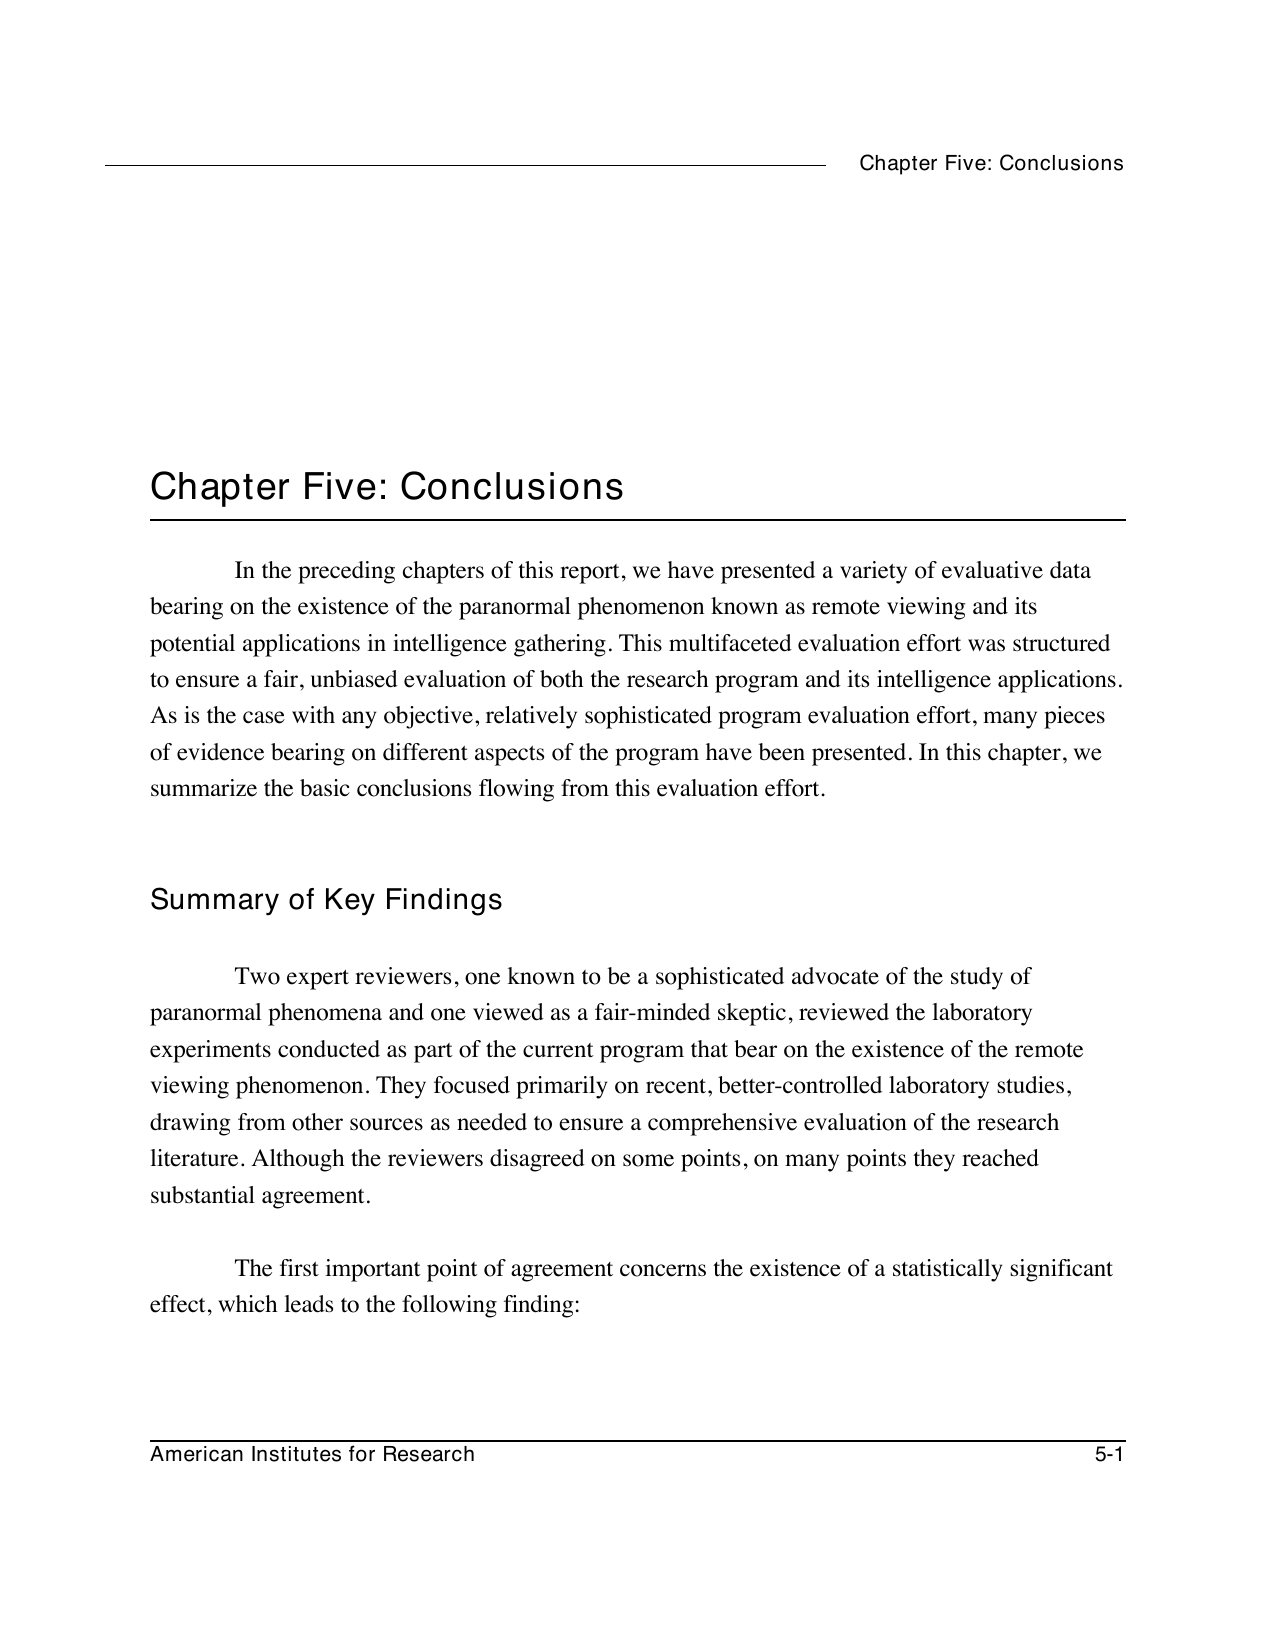 Chapter Five: Conclusions
Chapter Five: Conclusions
In the preceding chapters of this report, we have presented a variety of evaluative data
bearing on the existence of the paranormal phenomenon known as remote viewing and its
potential applications in intelligence gathering. This multifaceted evaluation effort was structured
to ensure a fair, unbiased evaluation of both the research program and its intelligence applications.
As is the case with any objective, relatively sophisticated program evaluation effort, many pieces
of evidence bearing on different aspects of the program have been presented. In this chapter, we
summarize the basic conclusions flowing from this evaluation effort.
Summary of Key Findings
Two expert reviewers, one known to be a sophisticated advocate of the study of
paranormal phenomena and one viewed as a fair-minded skeptic, reviewed the laboratory
experiments conducted as part of the current program that bear on the existence of the remote
viewing phenomenon. They focused primarily on recent, better-controlled laboratory studies,
drawing from other sources as needed to ensure a comprehensive evaluation of the research
literature. Although the reviewers disagreed on some points, on many points they reached
substantial agreement.
The first important point of agreement concerns the existence of a statistically significant
effect, which leads to the following finding:
American Institutes for Research 5-1